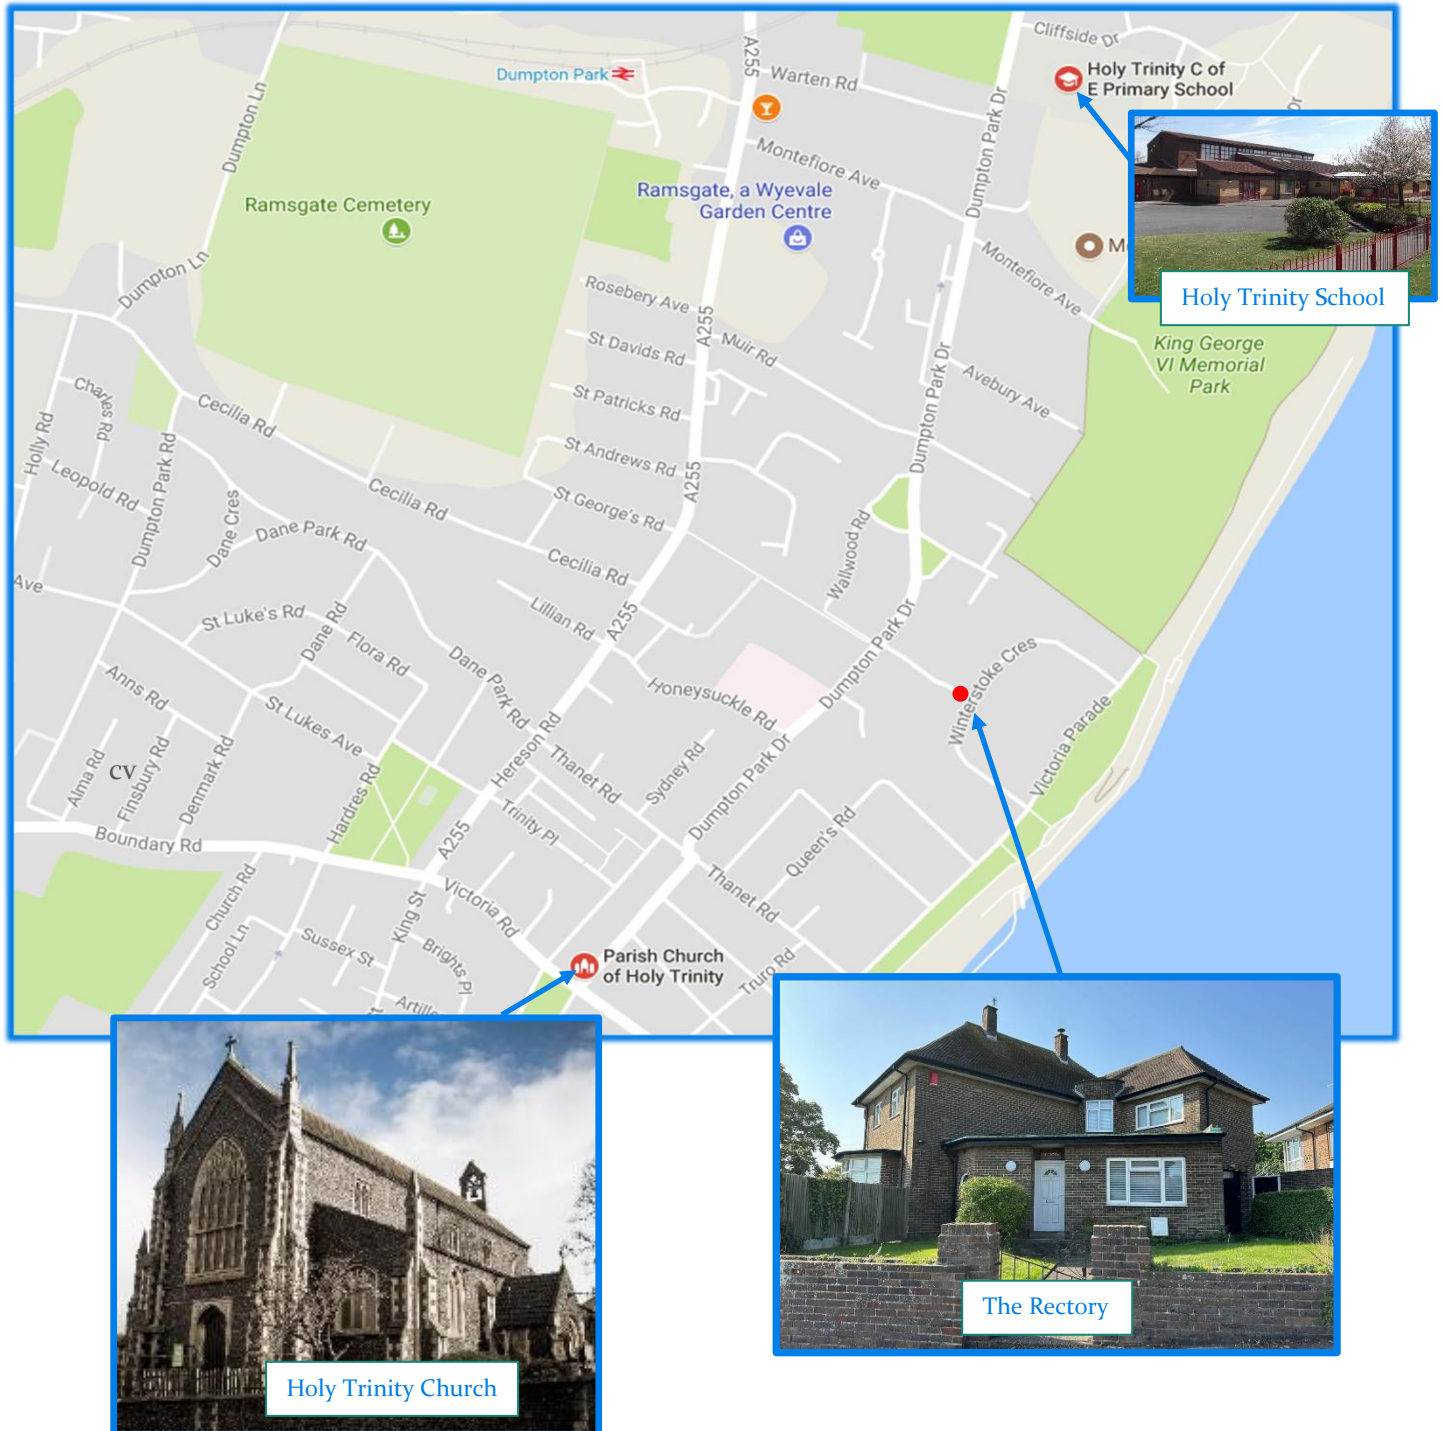 Cliffside Dr
Holy Trinity C of
E Primary School
Dumpton Park
A255
Warten Rd
Dumpton Ln
Dumpton Park Dr
Dr
Montefiore Ave
Ramsgate Cemetery
Ramsgate, a Wyevale
Garden Centre
M
Montefiore Ave
Dumpton Ln
Holy Trinity School
Rosebery Ave
A255
Muir Rd
King George
VI Memorial
Park
St Davids Rd
Avebury Ave
St Patricks Rd
Charles Rd
Cecilia Rd
Holly Rd
Dumpton Park Dr
St Andrews Rd
Leopold Rd
Dumpton Park Rd
A255
Cecilia Rd
St George's Rd
Dane Cres
Dane Park Rd
Wallwood Rd
Cecilia Rd
Ave
Lillian Rd
A255
St Luke's Rd
Dane Rd
Flora Rd
Dane Park Rd
Dumpton Park Dr
Honeysuckle Rd
Winterstoke Cres
Anns Rd
St Lukes Ave
Victoria Parade
Hereson Rd
Thanet Rd
Sydney Rd
Dumpton Park Dr
cv
Alma Rd
Finsbury Rd
Denmark Rd
Hardres Rd
Trinity Pl
Queen's Rd
Boundary Rd
A255
Thanet Rd
Church Rd
Victoria Rd
King St
School Ln
Sussex St
Brights Pl
Parish Church
of Holy Trinity
Truro Rd
Artille
st
The Rectory
Holy Trinity Church